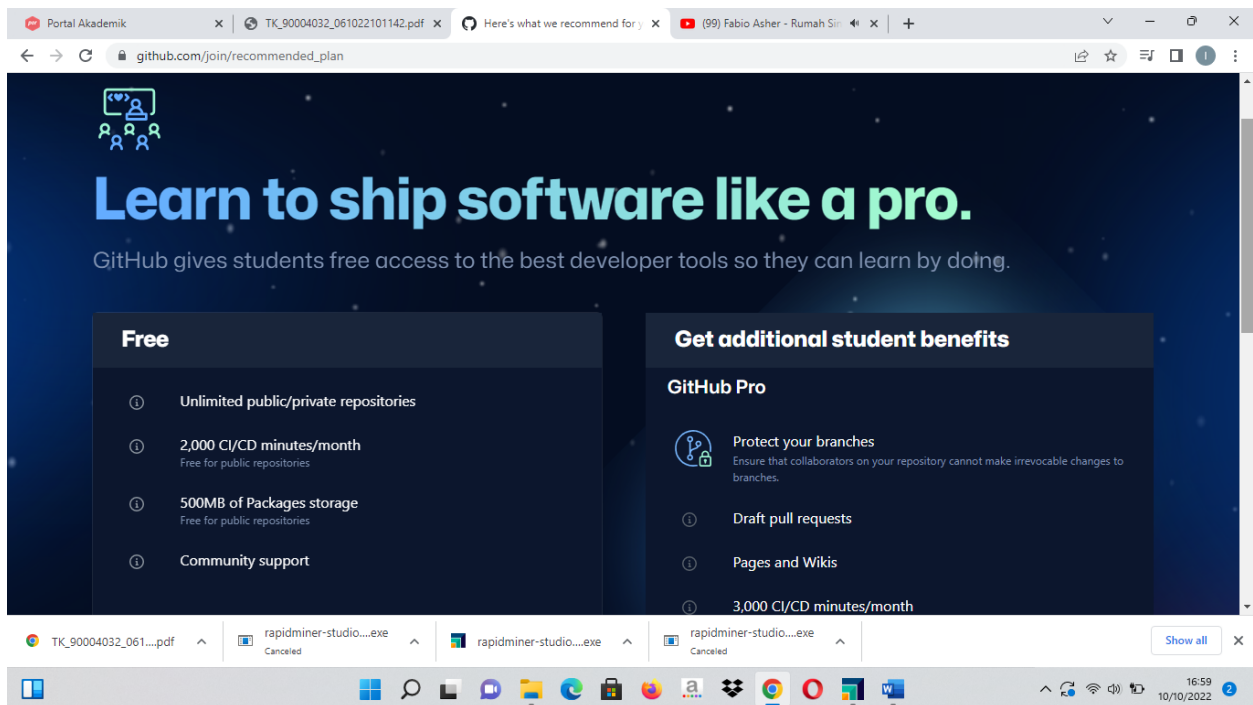 Portal Akademik
TK_90004032_061022101142.pdf
Here's what we recommend for y
(99) Fabio Asher - Rumah Sin
github.com/join/recommended_plan
I
Learn to ship software like a pro.
GitHub gives students free access to the best developer tools so they can learn by doing.
Free
Unlimited public/private repositories
2,000 CI/CD minutes/month
Free for public repositories
500MB of Packages storage
Free for public repositories
Community support
Get additional student benefits
GitHub Pro
Protect your branches
Ensure that collaborators on your repository cannot make irrevocable changes to
branches.
Draft pull requests
Pages and Wikis
3,000 CI/CD minutes/month
TK_90004032_061....pdf
rapidminer-studio....exe
Canceled
rapidminer-studio....exe
rapidminer-studio....exe
Canceled
Show all
16:59
10/10/2022
2